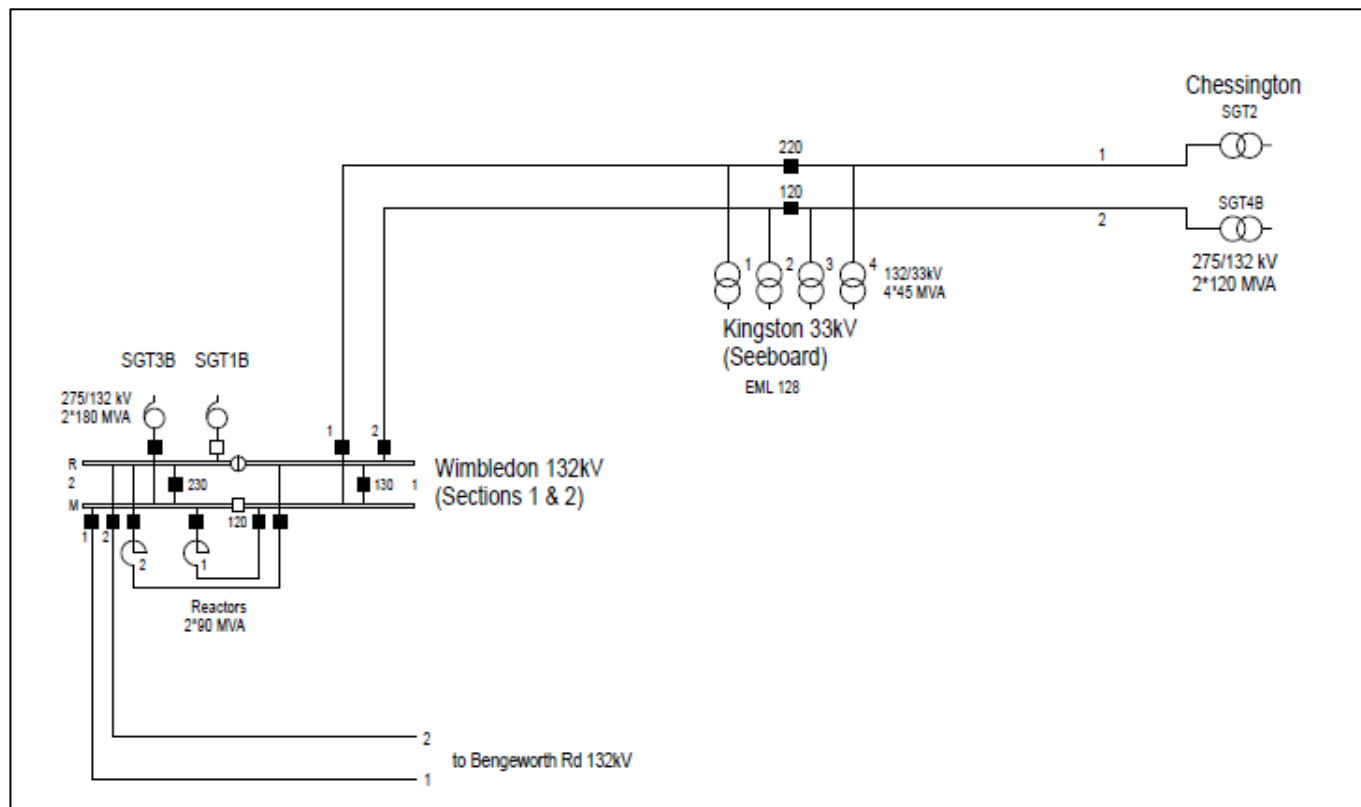 Chessington
SGT2
220
1
120
SGT4B
2
1
2
3
4
132/33kV
4*45 MVA
275/132 kV
2*120 MVA
Kingston 33kV
(Seeboard)
EML 128
SGT3B
SGT1B
275/132 kV
2*180 MVA
1
2
R
2
230
130
1
Wimbledon 132kV
(Sections 1 & 2)
M
120
1
2
2
1
Reactors
2*90 MVA
2
to Bengeworth Rd 132kV
1